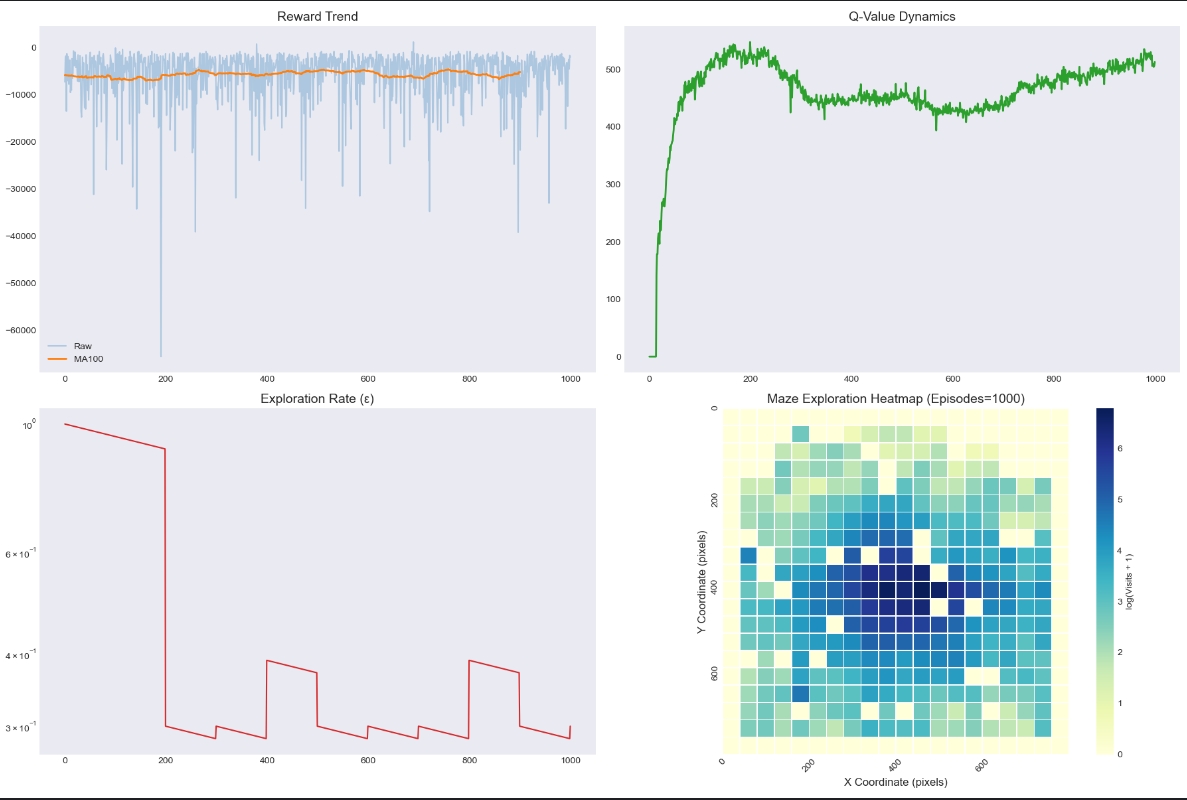 Reward Trend
0
−10000
−20000
−30000
−40000
−50000
−60000
Raw
MA100
0 200 400 600 800 1000
Q-Value Dynamics
500
400
300
200
100
0
0 200 400 600 800 1000
Exploration Rate (ε)
10⁰
6 × 10⁻¹
4 × 10⁻¹
3 × 10⁻¹
0 200 400 600 800 1000
Maze Exploration Heatmap (Episodes=1000)
Y Coordinate (pixels)
0
200
400
600
0 200 400 600
X Coordinate (pixels)
6
5
4
3
2
1
0
log(Visits + 1)